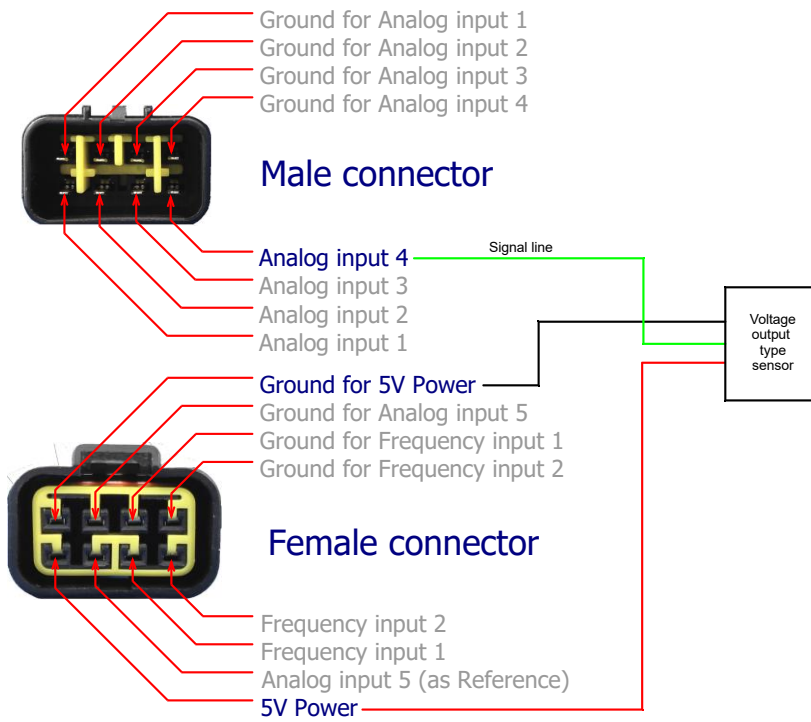 Ground for Analog input 1
Ground for Analog input 2
Ground for Analog input 3
Ground for Analog input 4
Male connector
Analog input 4
Signal line
Analog input 3
Analog input 2
Analog input 1
Voltage
output
type
sensor
Ground for 5V Power
Ground for Analog input 5
Ground for Frequency input 1
Ground for Frequency input 2
Female connector
Frequency input 2
Frequency input 1
Analog input 5 (as Reference)
5V Power